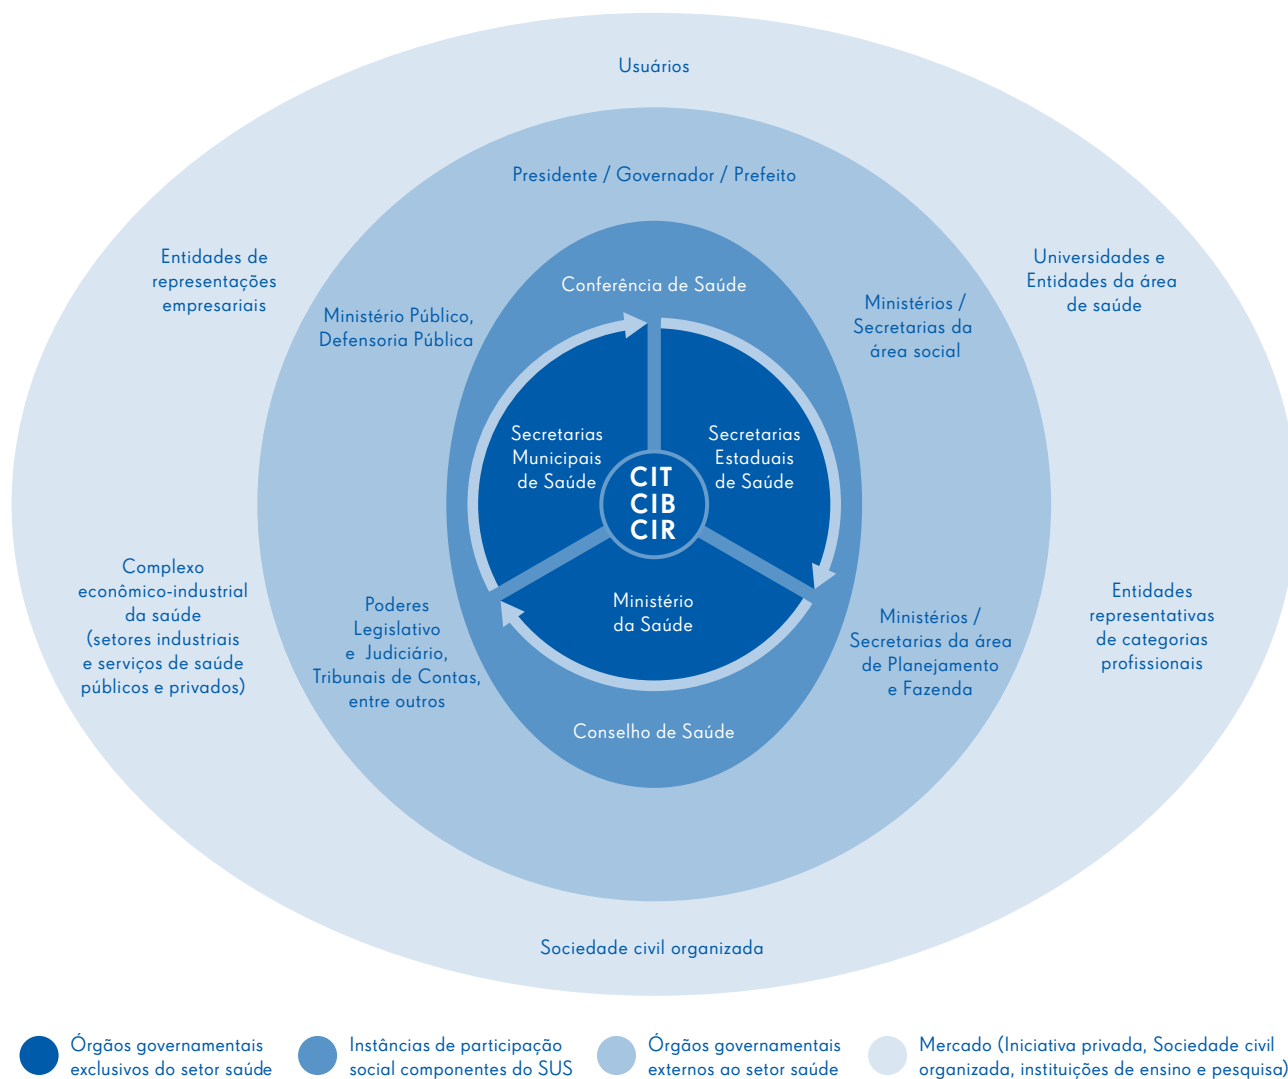 Usuários
Presidente / Governador / Prefeito
Entidades de
representações
empresariais
Universidades e
Entidades da área
de saúde
Conferência de Saúde
Ministério Público,
Defensoria Pública
Ministérios /
Secretarias da
área social
Secretarias
Municipais
de Saúde
Secretarias
Estaduais
de Saúde
CIT
CIB
CIR
Complexo
econômico-industrial
da saúde
(setores industriais
e serviços de saúde
públicos e privados)
Poderes
Legislativo
e Judiciário,
Tribunais de Contas,
entre outros
Ministério
da Saúde
Ministérios /
Secretarias da área
de Planejamento
e Fazenda
Entidades
representativas
de categorias
profissionais
Conselho de Saúde
Sociedade civil organizada
Órgãos governamentais
exclusivos do setor saúde
Instâncias de participação
social componentes do SUS
Órgãos governamentais
externos ao setor saúde
Mercado (Iniciativa privada, Sociedade civil
organizada, instituições de ensino e pesquisa)